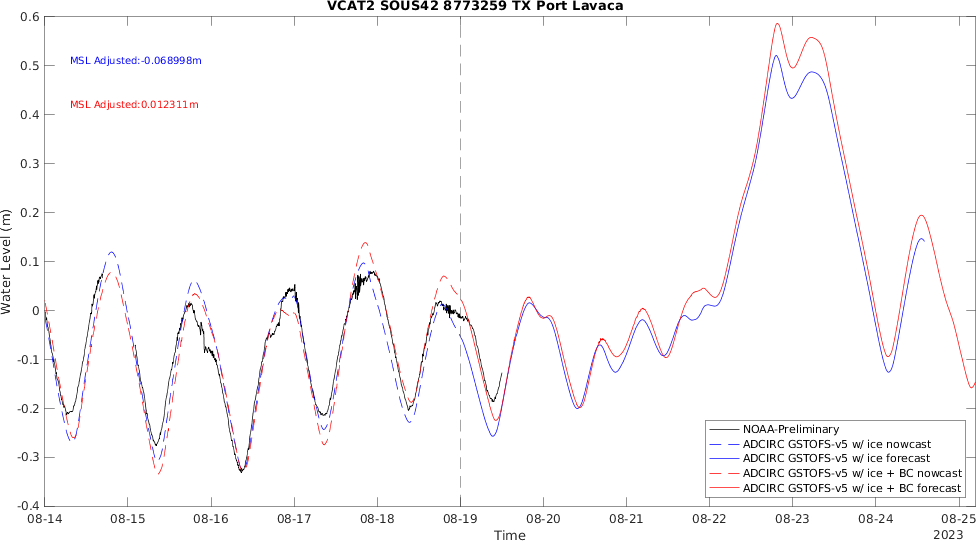 VCAT2 SOUS42 8773259 TX Port Lavaca
0.6
0.5
0.4
0.3
0.2
0.1
0
-0.1
-0.2
-0.3
-0.4
Water Level (m)
MSL Adjusted:-0.068998m
MSL Adjusted:0.012311m
NOAA-Preliminary
ADCIRC GSTOFS-v5 w/ ice nowcast
ADCIRC GSTOFS-v5 w/ ice forecast
ADCIRC GSTOFS-v5 w/ ice + BC nowcast
ADCIRC GSTOFS-v5 w/ ice + BC forecast
08-14 08-15 08-16 08-17 08-18 08-19 08-20 08-21 08-22 08-23 08-24 08-25
Time
2023